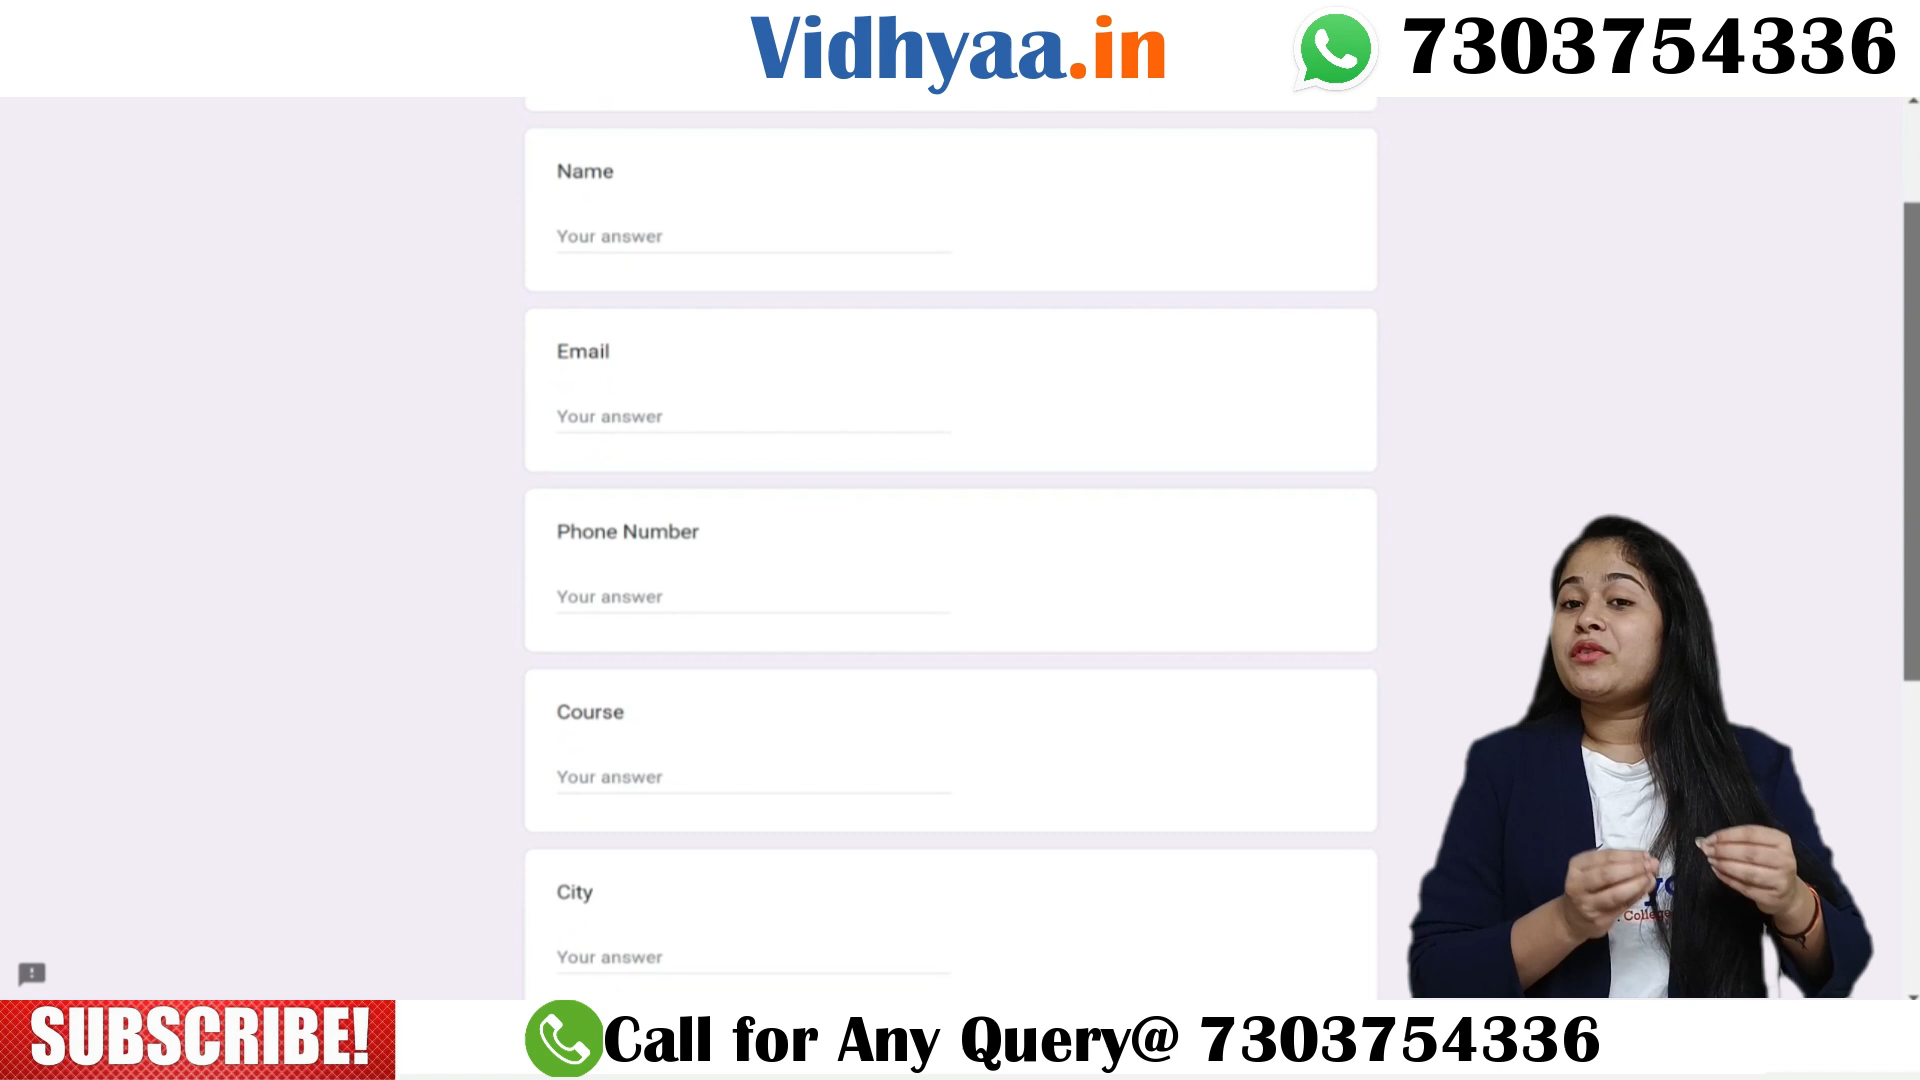 Vidhyaa.in
7303754336
Name
Your answer
Email
Your answer
Phone Number
Your answer
Course
Your answer
City
Your answer
College
SUBSCRIBE!
Call for Any Query@ 7303754336